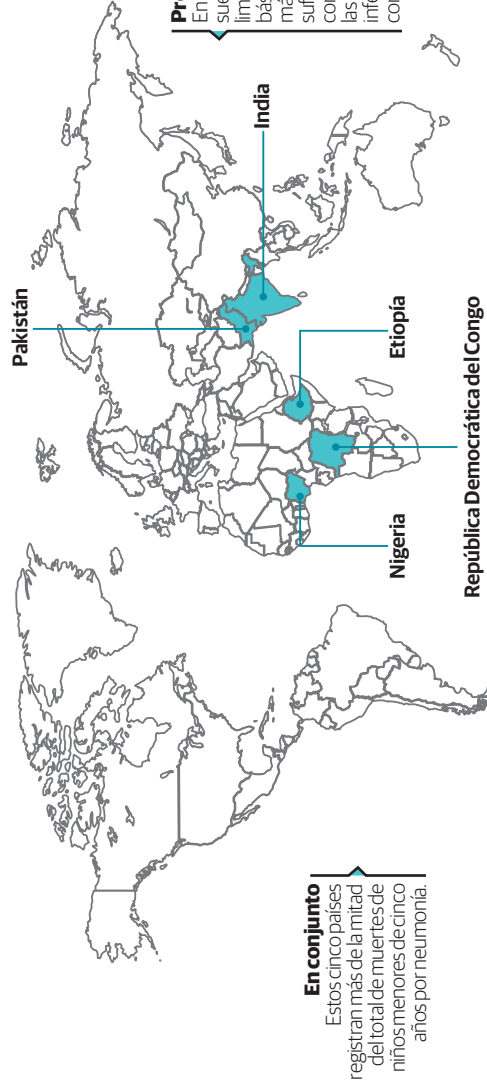 Pakistán
India
Etiopía
Nigeria
República Democrática del Congo
En conjunto
Estos cinco países
registran más de la mitad
del total de muertes de
niños menores de cinco
años por neumonía.
En